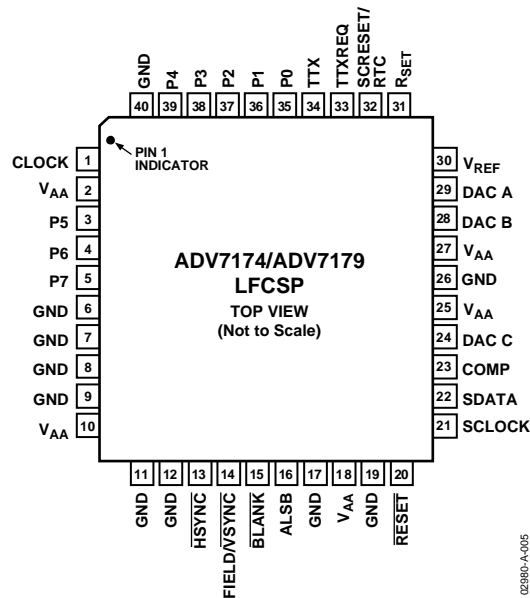 GND
P4
P3
P2
P1
P0
TTX
TTXREQ
SCRESET/
RTC
RSET
40 39 38 37 36 35 34 33 32 31
PIN 1
INDICATOR
CLOCK 1
VAA 2
P5 3
P6 4
P7 5
GND 6
GND 7
GND 8
GND 9
VAA 10
ADV7174/ADV7179
LFCSP
TOP VIEW
(Not to Scale)
30 VREF
29 DAC A
28 DAC B
27 VAA
26 GND
25 VAA
24 DAC C
23 COMP
22 SDATA
21 SCLOCK
11 12 13 14 15 16 17 18 19 20
GND
GND
HSYNC
FIELD/VSYNC
BLANK
ALSB
GND
VAA
GND
RESET
02980-A-005